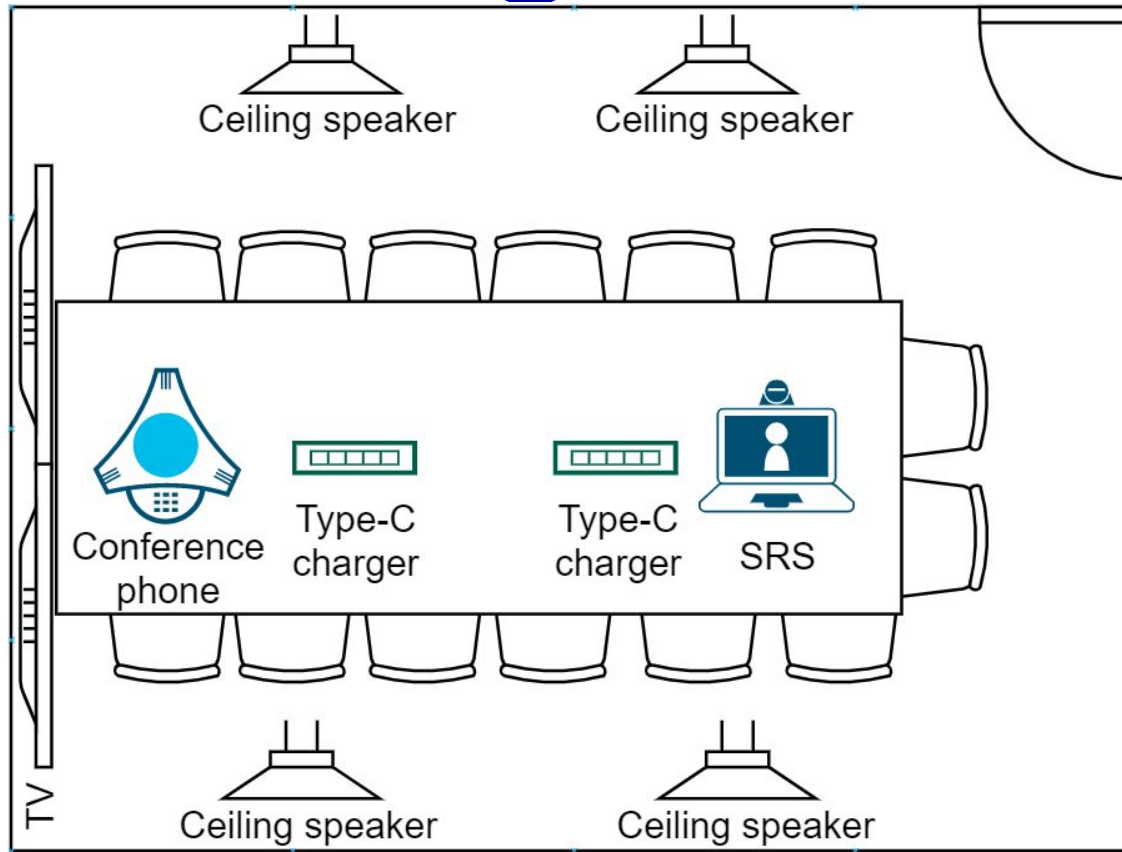 Ceiling speaker
Ceiling speaker
Conference
phone
Type-C
charger
Type-C
charger
SRS
TV
Ceiling speaker
Ceiling speaker